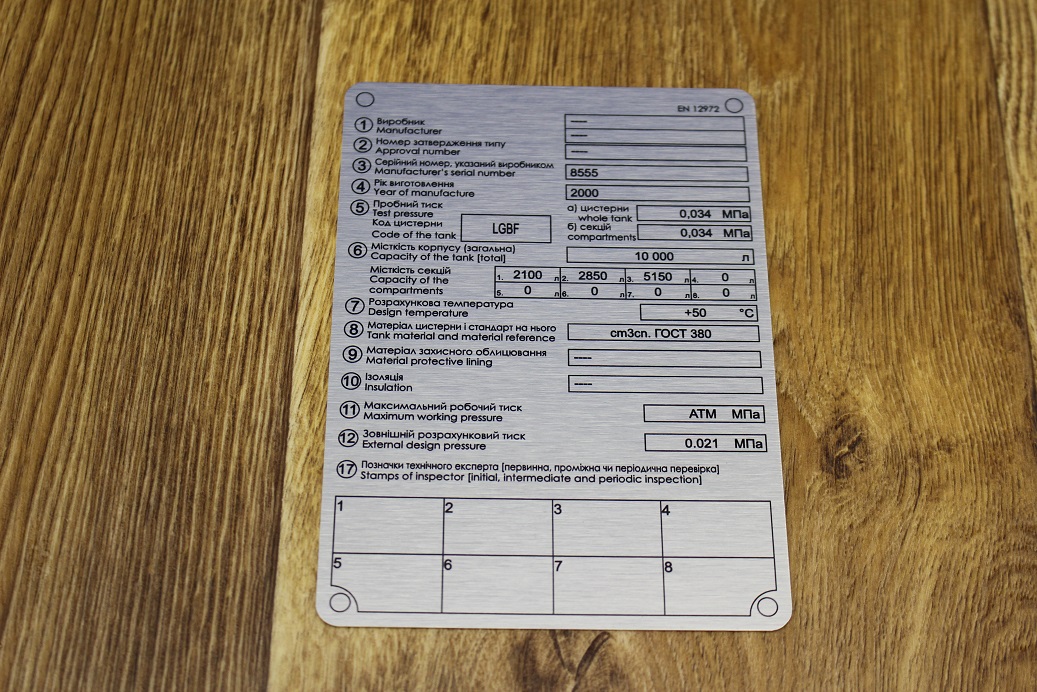 EN 12972
1 Виробник ----
Manufacturer ----
2 Номер затвердження типу
Approval number ----
3 Серійний номер, указаний виробником
Manufacturer's serial number 8555
4 Рік виготовлення
Year of manufacture 2000
5 Пробний тиск а) цистерни
Test pressure whole tank 0,034 МПа
Код цистерни LGBF б) секцій
Code of the tank compartments 0,034 МПа
6 Місткість корпусу (загальна)
Capacity of the tank [total] 10 000 л
Місткість секцій 1. 2100 л 2. 2850 л 3. 5150 л 4. 0 л
Capacity of the
compartments 5. 0 л 6. 0 л 7. 0 л 8. 0 л
7 Розрахункова температура
Design temperature +50 °C
8 Матеріал цистерни і стандарт на нього
Tank material and material reference ст3сп. ГОСТ 380
9 Матеріал захисного облицювання
Material protective lining ----
10 Ізоляція
Insulation ----
11 Максимальний робочий тиск
Maximum working pressure АТМ МПа
12 Зовнішній розрахунковий тиск
External design pressure 0.021 МПа
17 Позначки технічного експерта [первинна, проміжна чи періодична перевірка]
Stamps of inspector [initial, intermediate and periodic inspection]
1 2 3 4
5 6 7 8